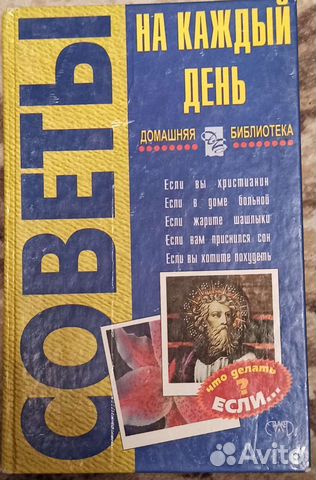 СОВЕТЫ
НА КАЖДЫЙ
ДЕНЬ
ДОМАШНЯЯ БИБЛИОТЕКА
Если вы христианин
Если в доме больной
Если жарите шашлыки
Если вам приснился сон
Если вы хотите похудеть
что делать
?
ЕСЛИ...
Avito